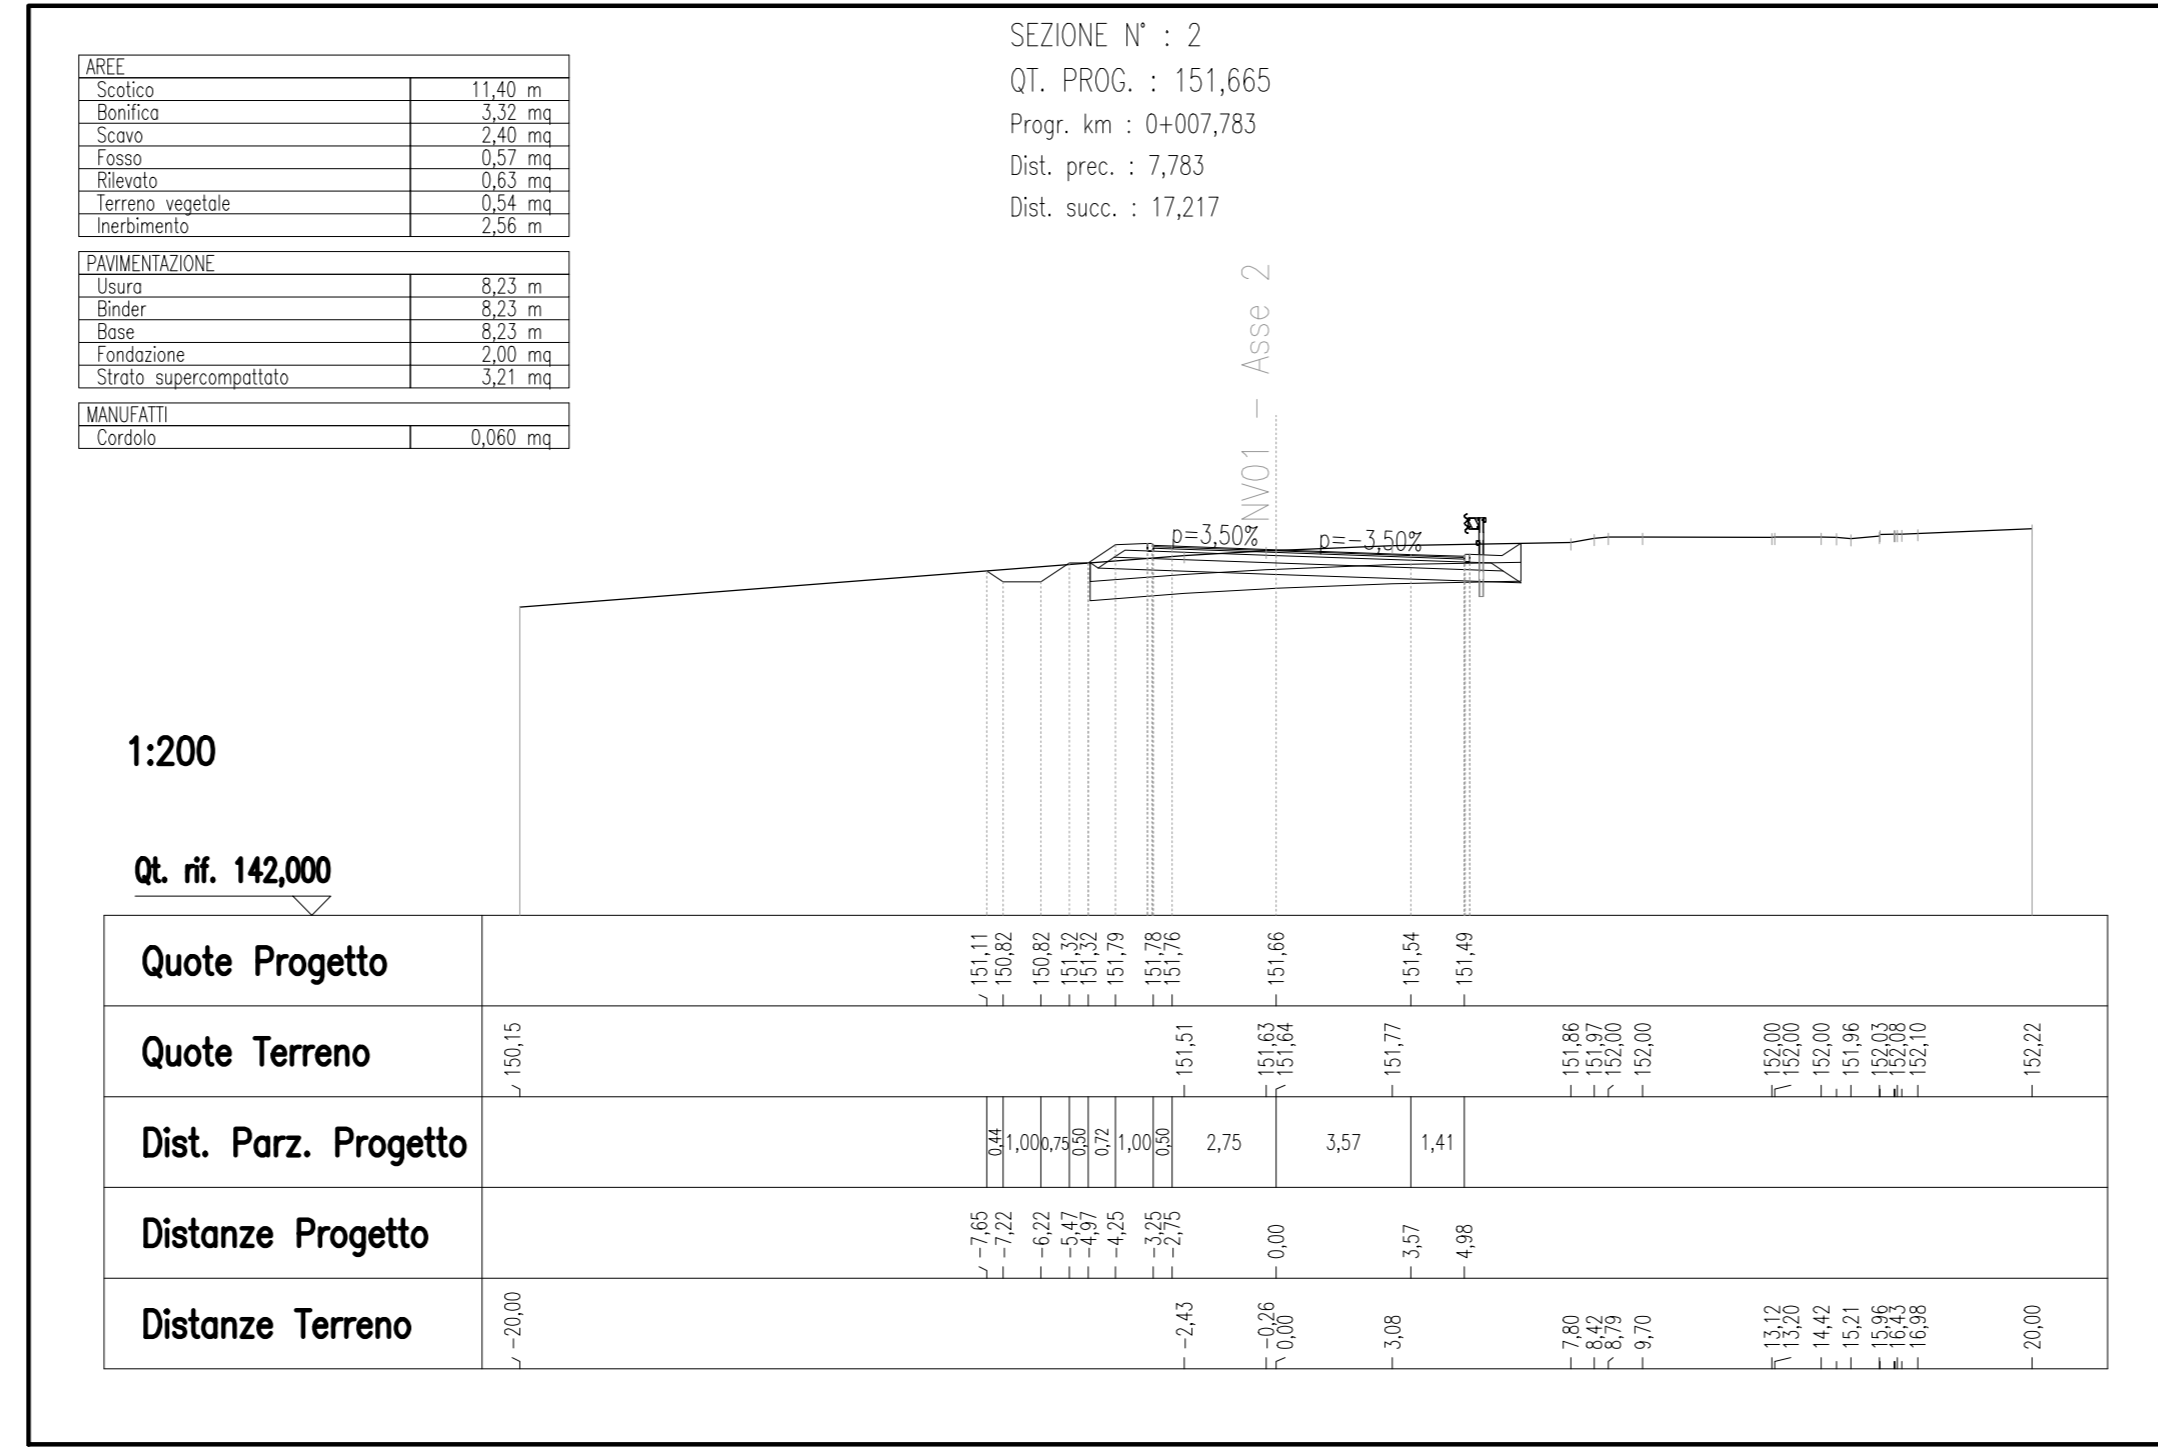 SEZIONE N° : 2
QT. PROG. : 151,665
Progr. km : 0+007,783
Dist. prec. : 7,783
Dist. succ. : 17,217
AREE
Scotico 11,40 m
Bonifica 3,32 mq
Scavo 2,40 mq
Fosso 0,57 mq
Rilevato 0,63 mq
Terreno vegetale 0,54 mq
Inerbimento 2,56 m
PAVIMENTAZIONE
Usura 8,23 m
Binder 8,23 m
Base 8,23 m
Fondazione 2,00 mq
Strato supercompattato 3,21 mq
MANUFATTI
Cordolo 0,060 mq
NV01 - Asse 2
p=3,50% p=-3,50%
1:200
Qt. rif. 142,000
Quote Progetto 151,11 150,82 150,82 151,32 151,32 151,79 151,78 151,76 151,66 151,54 151,49
Quote Terreno 150,15 151,51 151,63 151,64 151,77 151,86 151,97 152,00 152,00 152,00 152,00 152,00 151,96 152,03 152,08 152,10 152,22
Dist. Parz. Progetto 0,44 1,00 0,75 0,50 0,72 1,00 0,50 2,75 3,57 1,41
Distanze Progetto -7,65 -7,22 -6,22 -5,47 -4,97 -4,25 -3,25 -2,75 0,00 3,57 4,98
Distanze Terreno -20,00 -2,43 -0,26 0,00 3,08 7,80 8,42 8,79 9,70 13,12 13,20 14,42 15,21 15,96 16,43 16,98 20,00